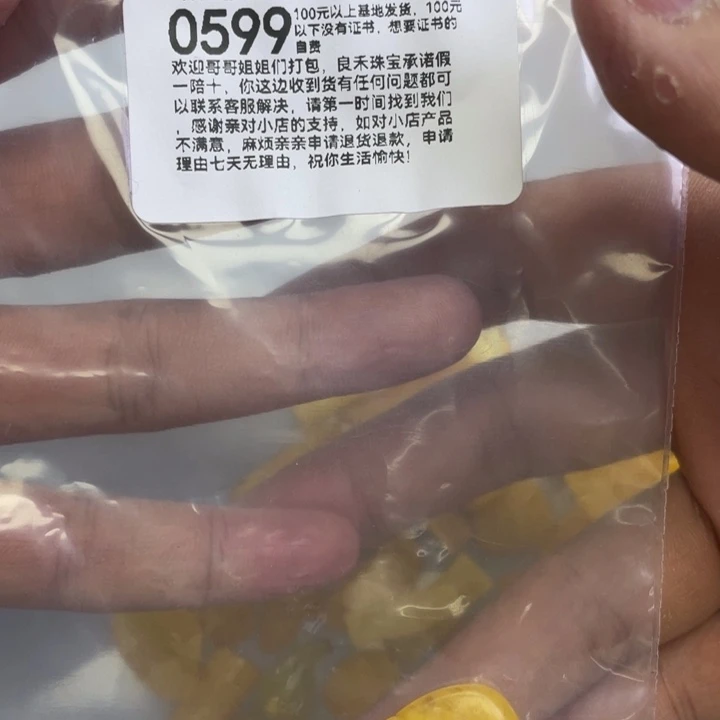 0599
100元以上基地发货，100元
以下没有证书，想要证书的
自费
欢迎哥哥姐姐们打包，良禾珠宝承诺假
一陪十，你这边收到货有任何问题都可
以联系客服解决，请第一时间找到我们
，感谢亲对小店的支持，如对小店产品
不满意，麻烦亲亲申请退货退款，申请
理由七天无理由，祝你生活愉快！